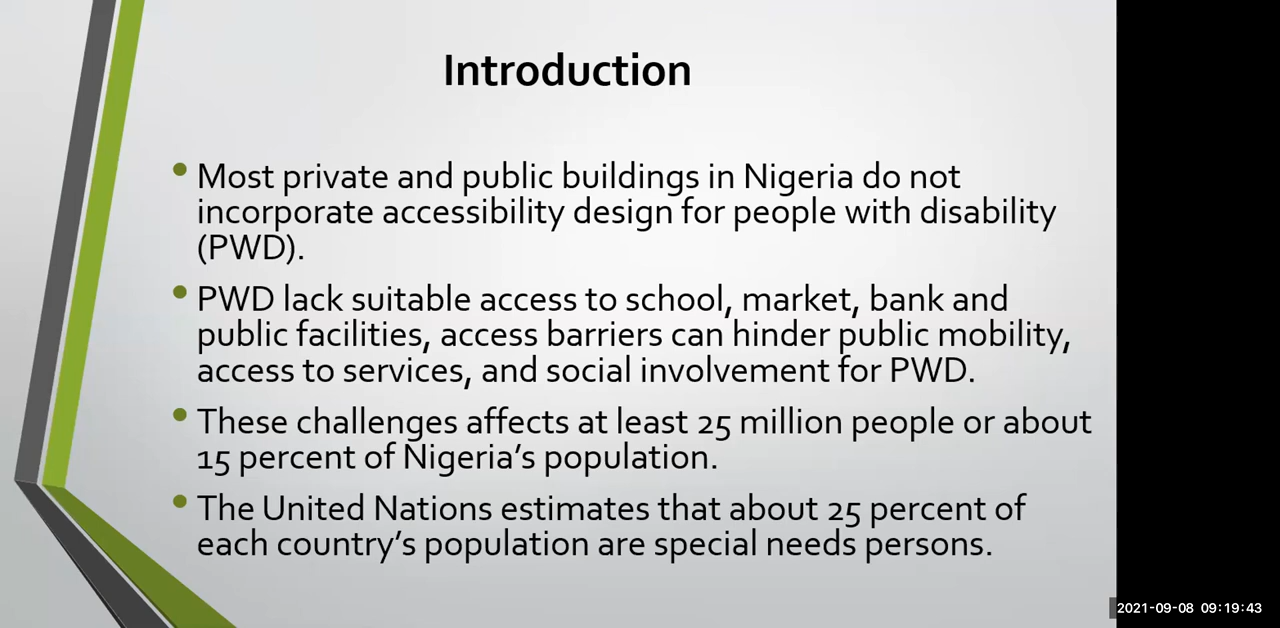 Introduction
• Most private and public buildings in Nigeria do not
incorporate accessibility design for people with disability
(PWD).
• PWD lack suitable access to school, market, bank and
public facilities, access barriers can hinder public mobility,
access to services, and social involvement for PWD.
• These challenges affects at least 25 million people or about
15 percent of Nigeria’s population.
• The United Nations estimates that about 25 percent of
each country’s population are special needs persons.
2021-09-08 09:19:43